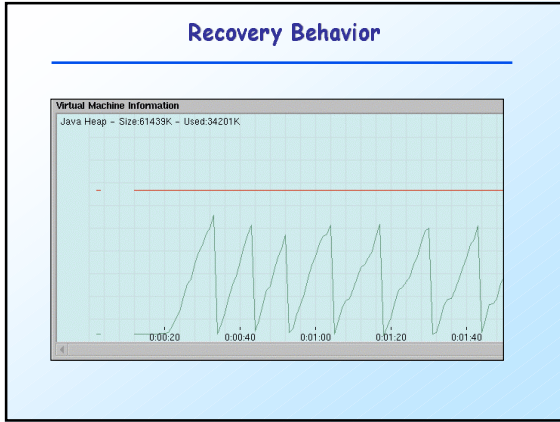 Recovery Behavior
Virtual Machine Information
Java Heap - Size:61439K - Used:34201K
0:00:20 0:00:40 0:01:00 0:01:20 0:01:40